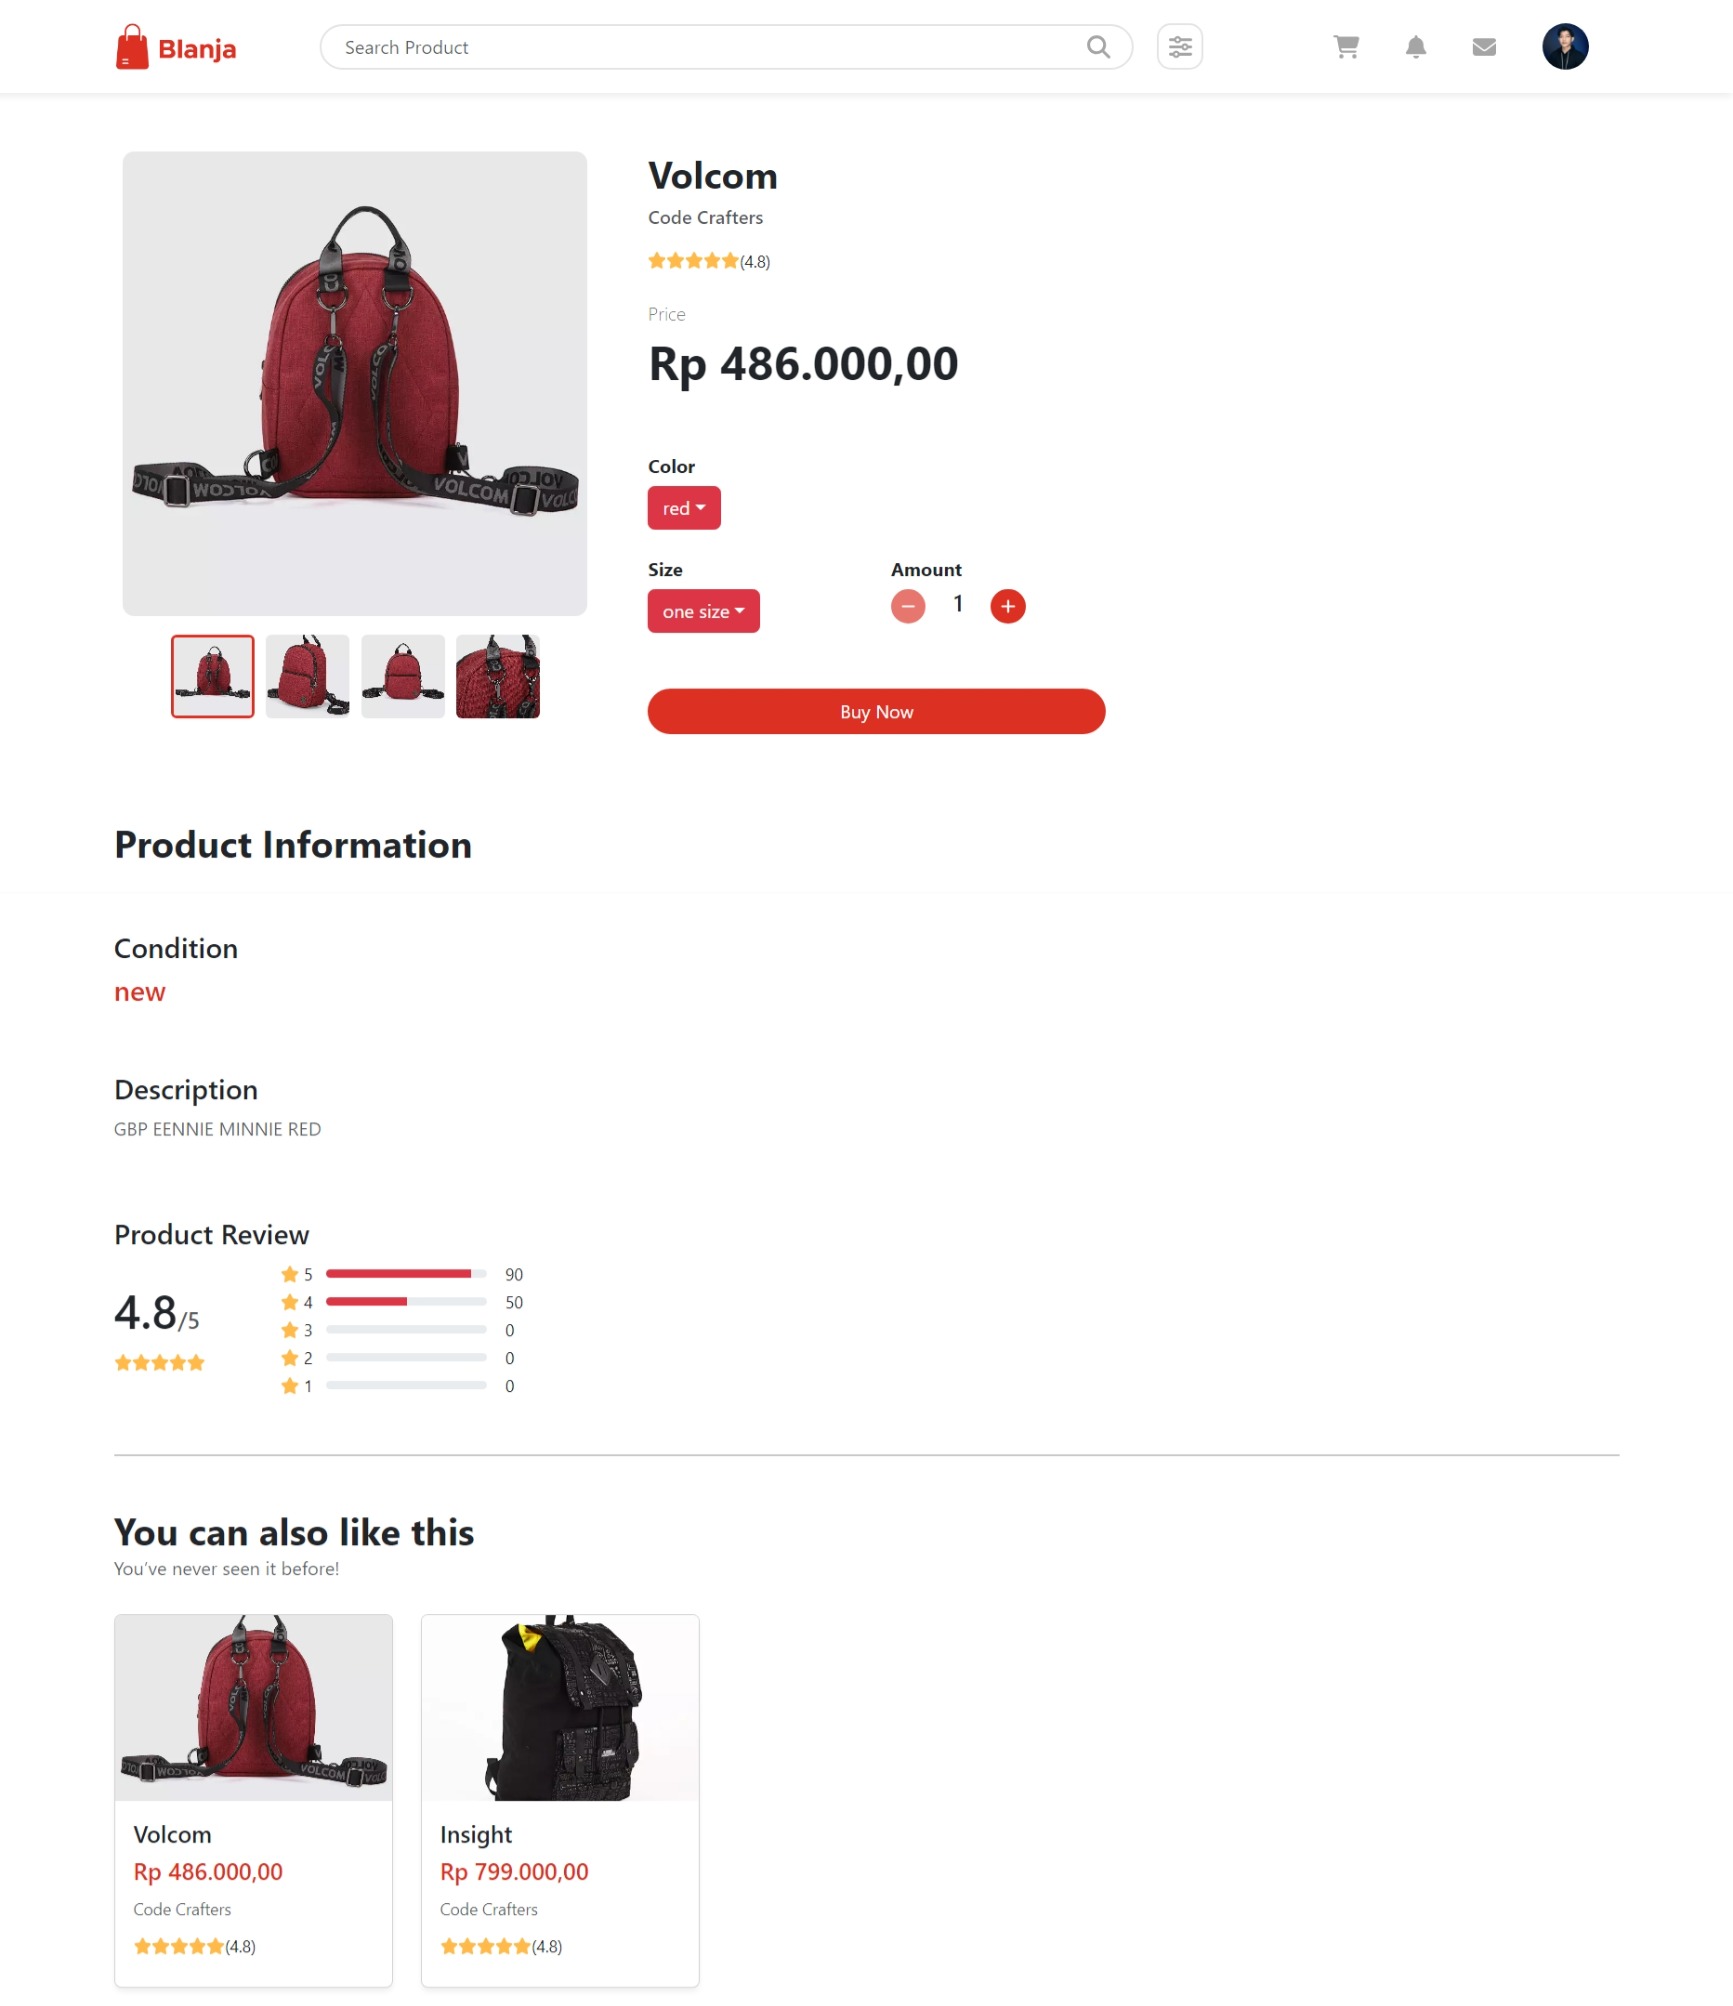 Blanja
Search Product
Volcom
Code Crafters
(4.8)
Price
Rp 486.000,00
Color
red
Size
Amount
one size
1
Buy Now
VOLCOM
Product Information
Condition
new
Description
GBP EENNIE MINNIE RED
Product Review
4.8/5
5 90
4 50
3 0
2 0
1 0
You can also like this
You've never seen it before!
VOLCOM
Volcom
Rp 486.000,00
Code Crafters
(4.8)
Insight
Rp 799.000,00
Code Crafters
(4.8)